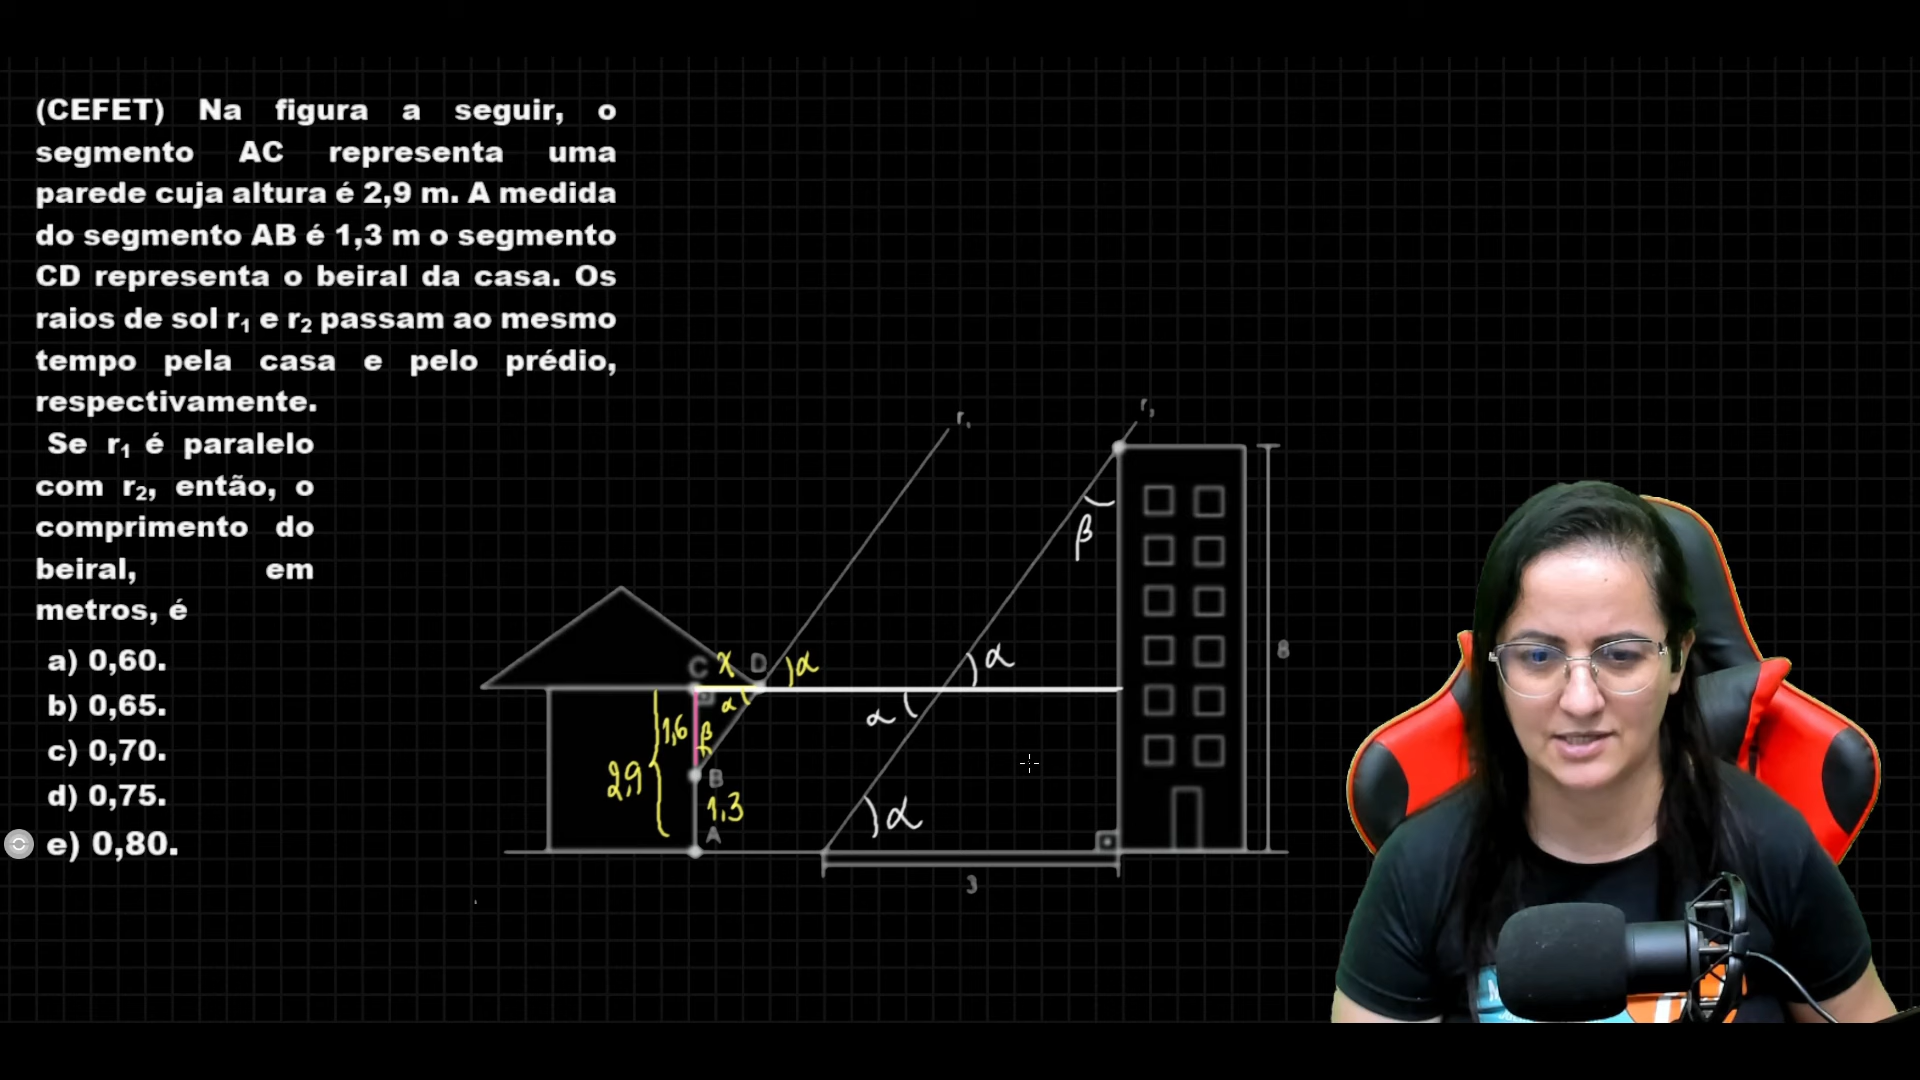 (CEFET) Na figura a seguir, o
segmento AC representa uma
parede cuja altura é 2,9 m. A medida
do segmento AB é 1,3 m o segmento
CD representa o beiral da casa. Os
raios de sol r₁ e r₂ passam ao mesmo
tempo pela casa e pelo prédio,
respectivamente.
Se r₁ é paralelo
com r₂, então, o
comprimento do
beiral, em
metros, é
a) 0,60.
b) 0,65.
c) 0,70.
d) 0,75.
e) 0,80.
r₁
β
8
C x D α
α
α
α
1,6 β
2,9
B
1,3
A
α
3